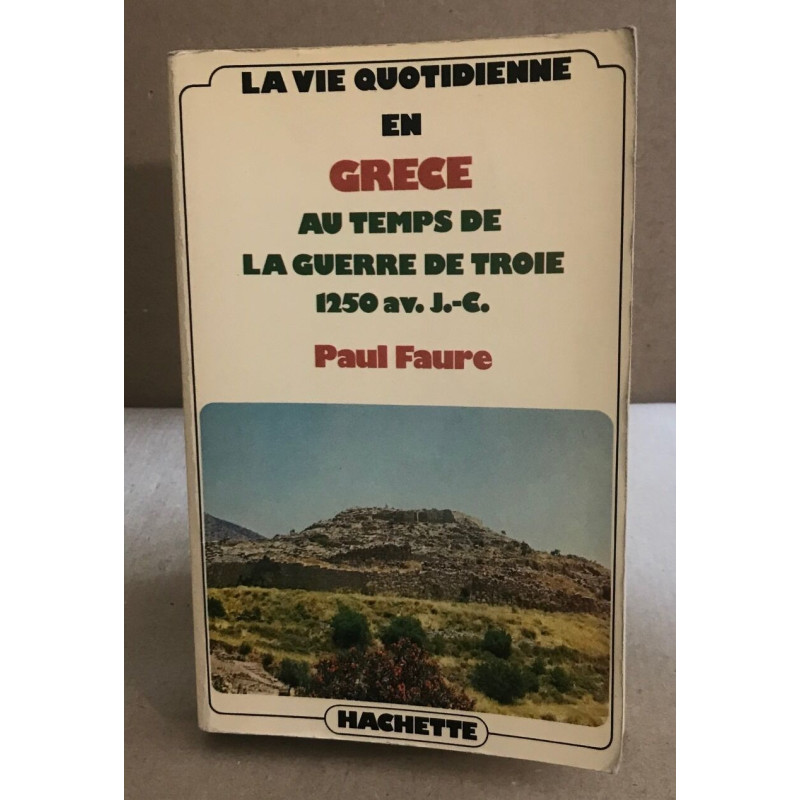 LA VIE QUOTIDIENNE
EN
GRECE
AU TEMPS DE
LA GUERRE DE TROIE
1250 av. J.-C.
Paul Faure
HACHETTE